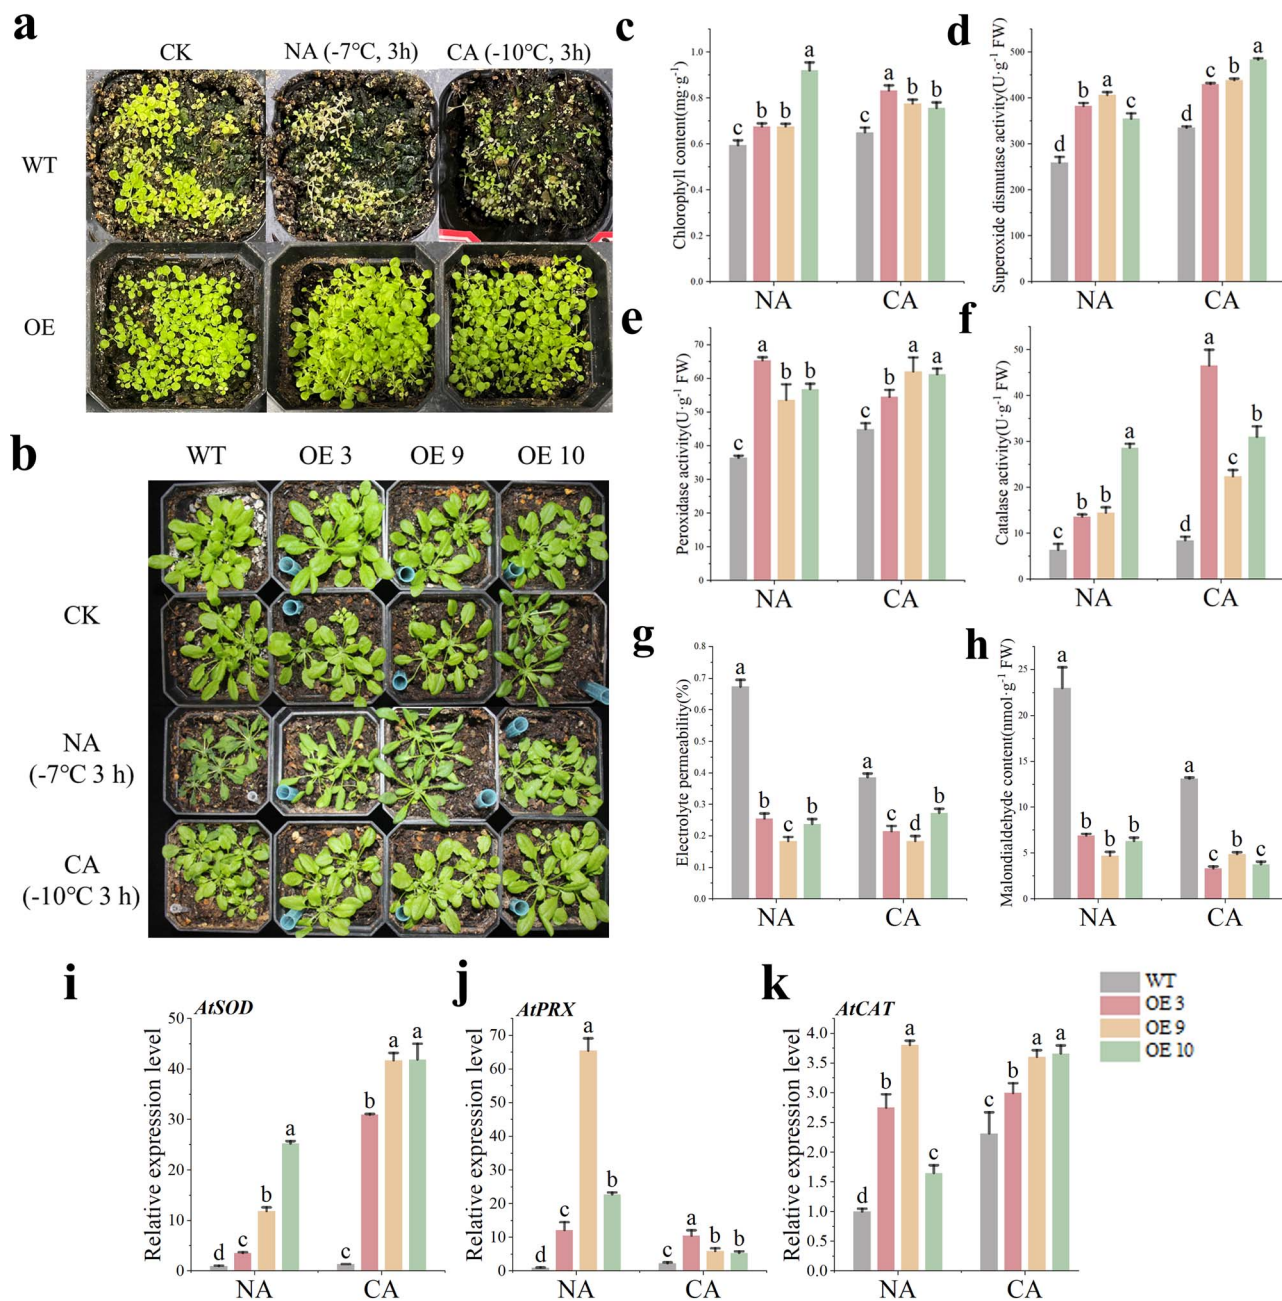 a
CK
NA (-7℃, 3h)
CA (-10℃, 3h)
WT
OE
b
WT
OE 3
OE 9
OE 10
CK
NA
(-7℃ 3 h)
CA
(-10℃ 3 h)
c
Chlorophyll content(mg·g⁻¹)
1.0
0.8
0.6
0.4
0.2
0.0
c
b
b
a
c
a
b
b
NA
CA
d
Superoxide dismutase activity(U·g⁻¹ FW)
500
400
300
200
100
0
d
b
a
c
d
c
b
a
NA
CA
e
Peroxidase activity(U·g⁻¹ FW)
70
60
50
40
30
20
10
0
c
a
b
b
c
b
a
a
NA
CA
f
Catalase activity(U·g⁻¹ FW)
50
40
30
20
10
0
c
b
b
a
d
a
c
b
NA
CA
g
Electrolyte permeability(%)
0.8
0.7
0.6
0.5
0.4
0.3
0.2
0.1
0.0
a
b
c
b
a
c
d
b
NA
CA
h
Malondialdehyde content(nmol·g⁻¹ FW)
25
20
15
10
5
0
a
b
b
b
a
c
b
c
NA
CA
i
AtSOD
Relative expression level
50
40
30
20
10
0
d
c
b
a
c
b
a
a
NA
CA
j
AtPRX
Relative expression level
70
60
50
40
30
20
10
0
d
c
a
b
c
a
b
b
NA
CA
k
AtCAT
Relative expression level
4.0
3.5
3.0
2.5
2.0
1.5
1.0
0.5
0.0
d
b
a
c
c
b
a
a
NA
CA
WT
OE 3
OE 9
OE 10